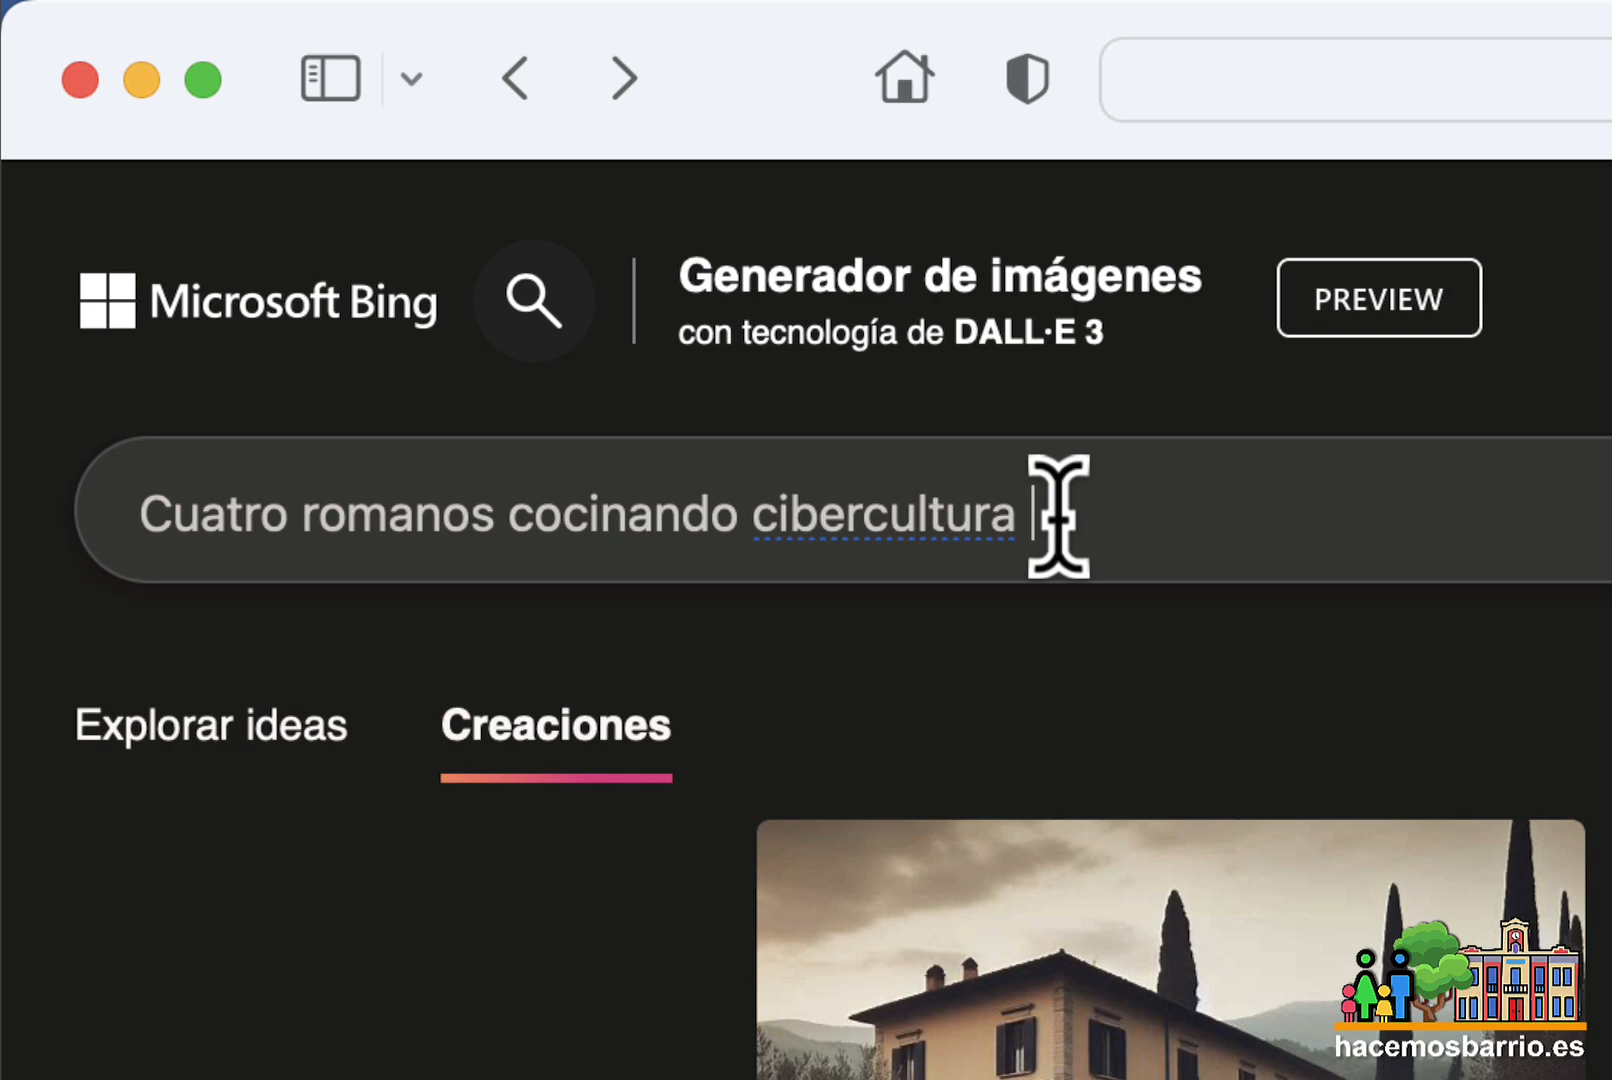 Microsoft Bing
Generador de imágenes
con tecnología de DALL·E 3
PREVIEW
Cuatro romanos cocinando cibercultura
Explorar ideas
Creaciones
hacemosbarrio.es